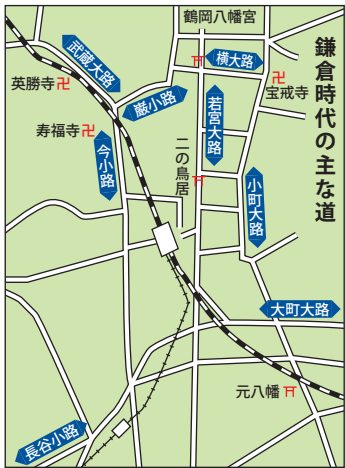 鎌倉時代の主な道
鶴岡八幡宮
武蔵大路
横大路
英勝寺卍
卍
宝戒寺
巌小路
若宮大路
寿福寺卍
今小路
二の鳥居
小町大路
大町大路
元八幡
長谷小路